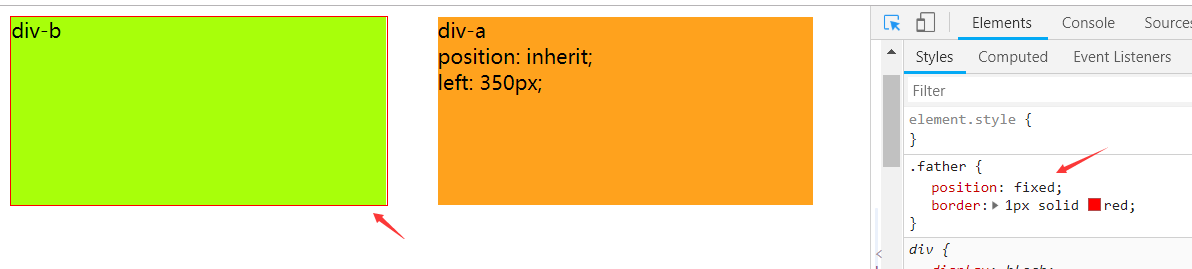 div-b
div-a
position: inherit;
left: 350px;
Elements Console Sources
Styles Computed Event Listeners
Filter
element.style {
}
.father {
position: fixed;
border: 1px solid red;
}
div {